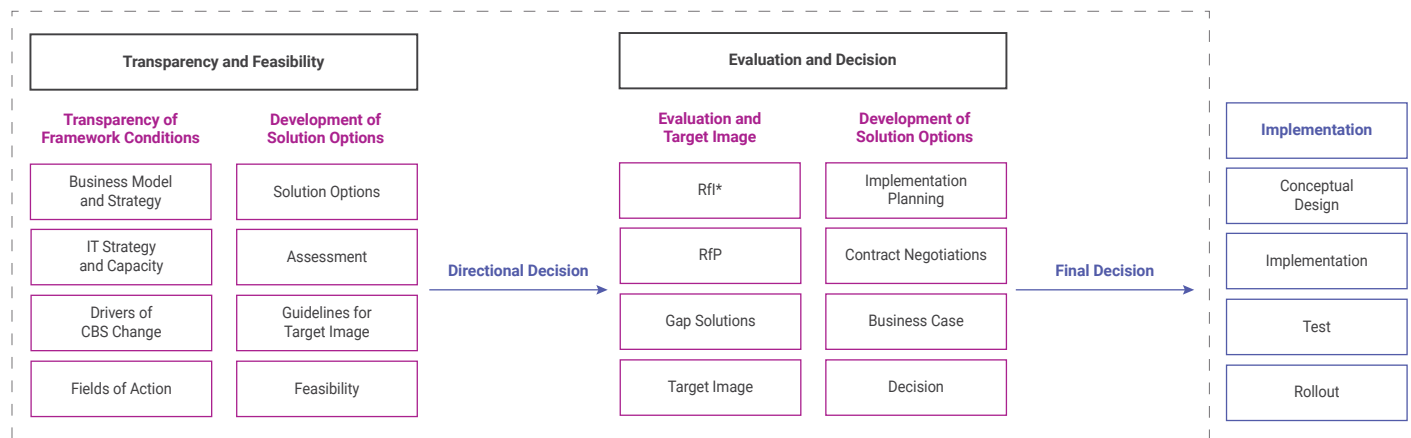 Transparency and Feasibility
Transparency of
Framework Conditions
Business Model
and Strategy
IT Strategy
and Capacity
Drivers of
CBS Change
Fields of Action
Development of
Solution Options
Solution Options
Assessment
Guidelines for
Target Image
Feasibility
Directional Decision
Evaluation and Decision
Evaluation and
Target Image
RfI*
RfP
Gap Solutions
Target Image
Development of
Solution Options
Implementation
Planning
Contract Negotiations
Business Case
Decision
Final Decision
Implementation
Conceptual
Design
Implementation
Test
Rollout